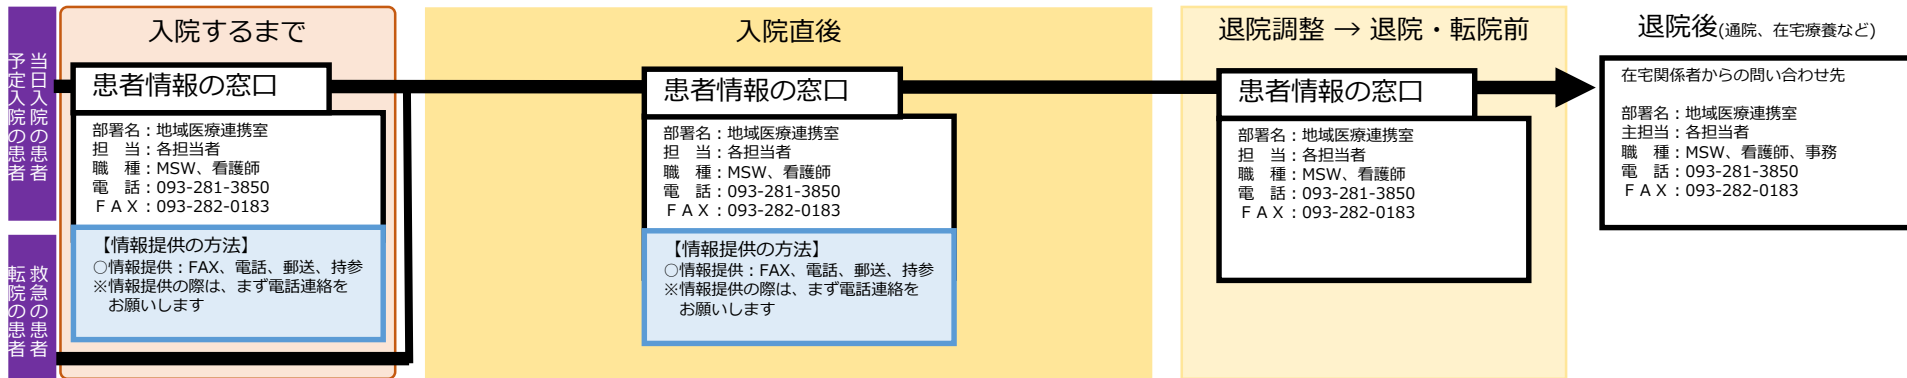 当日入院の患者
予定入院の患者
救急の患者
転院の患者
入院するまで
患者情報の窓口
部署名：地域医療連携室
担　当：各担当者
職　種：MSW、看護師
電　話：093-281-3850
ＦＡＸ：093-282-0183
【情報提供の方法】
○情報提供：FAX、電話、郵送、持参
※情報提供の際は、まず電話連絡を
お願いします
入院直後
患者情報の窓口
部署名：地域医療連携室
担　当：各担当者
職　種：MSW、看護師
電　話：093-281-3850
ＦＡＸ：093-282-0183
【情報提供の方法】
○情報提供：FAX、電話、郵送、持参
※情報提供の際は、まず電話連絡を
お願いします
退院調整 → 退院・転院前
患者情報の窓口
部署名：地域医療連携室
担　当：各担当者
職　種：MSW、看護師
電　話：093-281-3850
ＦＡＸ：093-282-0183
退院後(通院、在宅療養など)
在宅関係者からの問い合わせ先
部署名：地域医療連携室
主担当：各担当者
職　種：MSW、看護師、事務
電　話：093-281-3850
ＦＡＸ：093-282-0183